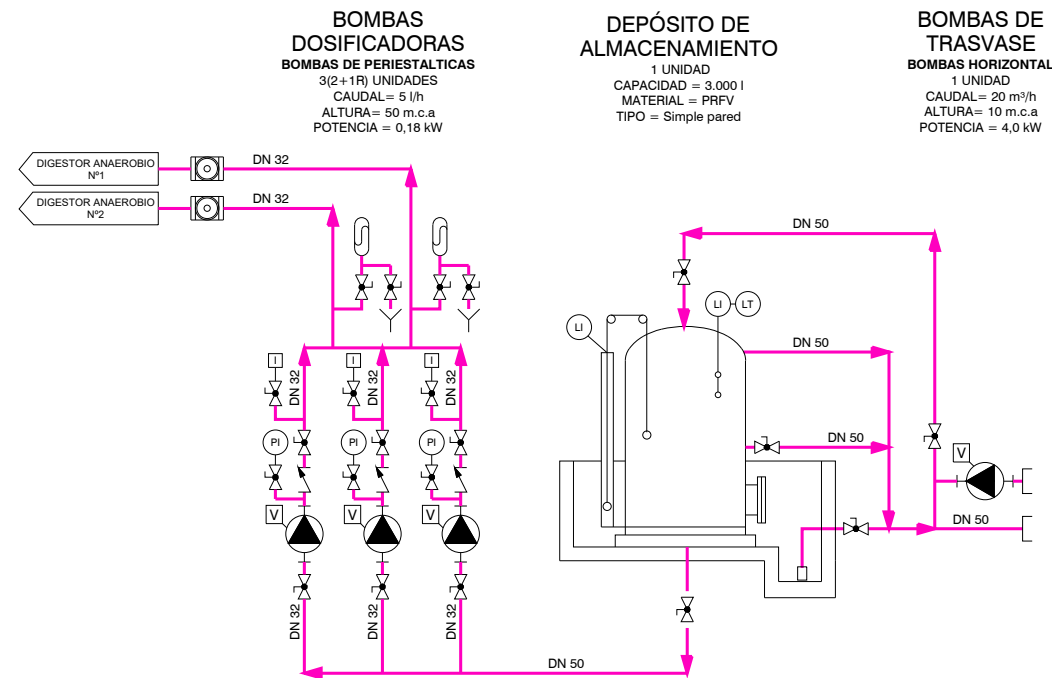 BOMBAS
DOSIFICADORAS
BOMBAS DE PERIESTALTICAS
3(2+1R) UNIDADES
CAUDAL= 5 l/h
ALTURA= 50 m.c.a
POTENCIA = 0,18 kW
DEPÓSITO DE
ALMACENAMIENTO
1 UNIDAD
CAPACIDAD = 3.000 l
MATERIAL = PRFV
TIPO = Simple pared
BOMBAS DE
TRASVASE
BOMBAS HORIZONTAL
1 UNIDAD
CAUDAL= 20 m³/h
ALTURA= 10 m.c.a
POTENCIA = 4,0 kW
DIGESTOR ANAEROBIO
Nº1
DN 32
DIGESTOR ANAEROBIO
Nº2
DN 32
DN 50
LI
LT
LI
DN 50
I
I
I
DN 32
DN 32
DN 32
PI
PI
PI
DN 50
V
V
V
V
DN 50
DN 32
DN 32
DN 32
DN 50